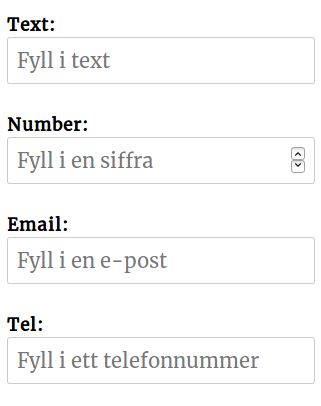 Text:
Fyll i text
Number:
Fyll i en siffra
Email:
Fyll i en e-post
Tel:
Fyll i ett telefonnummer